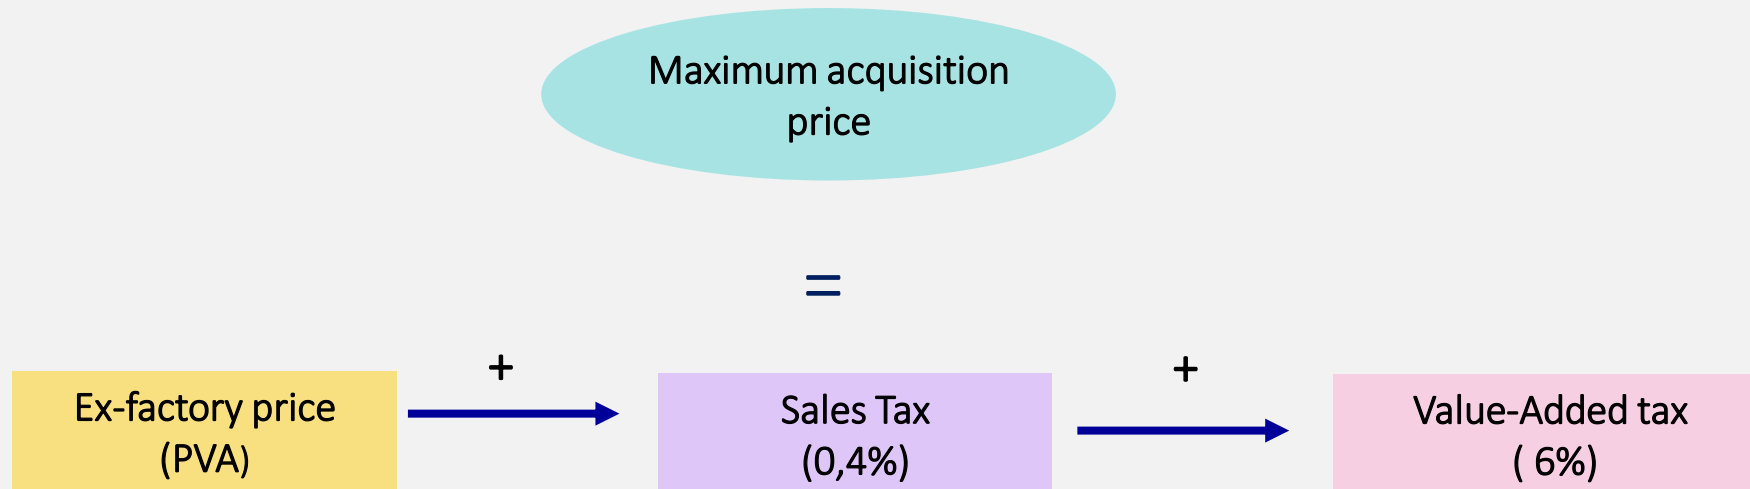 Maximum acquisition
price
=
+
+
Ex-factory price
(PVA)
Sales Tax
(0,4%)
Value-Added tax
( 6%)